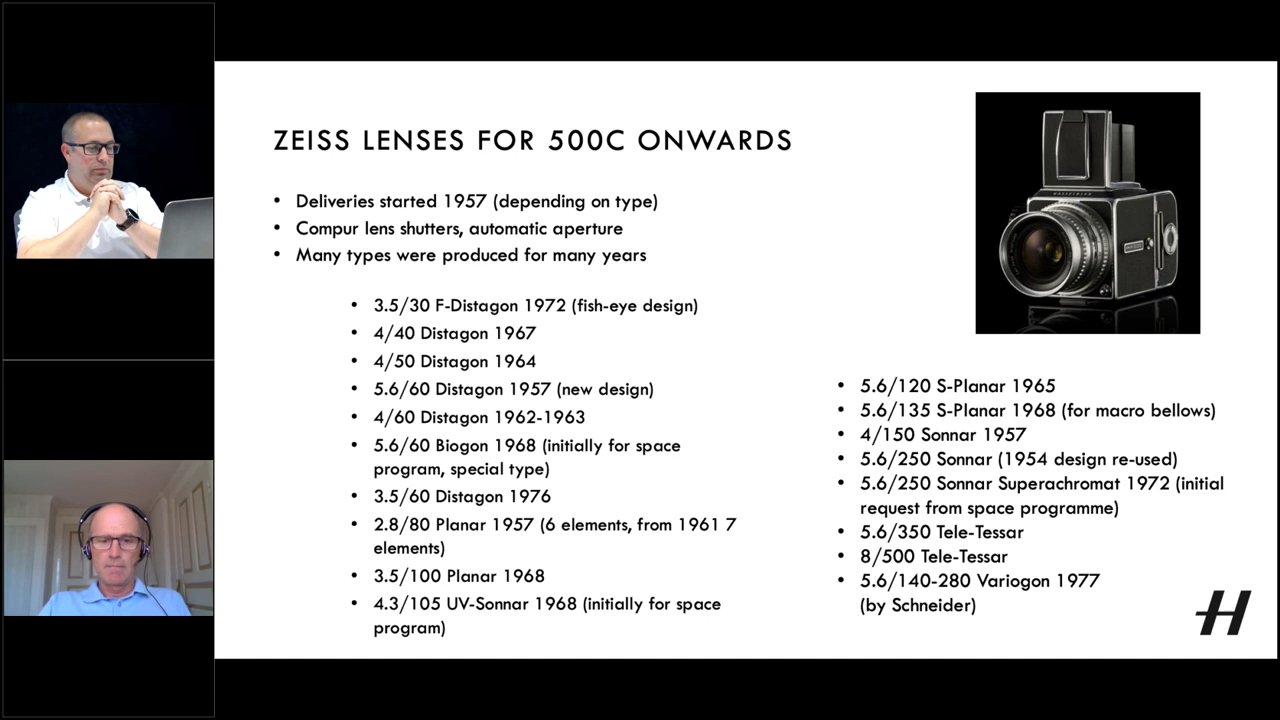 ZEISS LENSES FOR 500C ONWARDS
• Deliveries started 1957 (depending on type)
• Compur lens shutters, automatic aperture
• Many types were produced for many years
• 3.5/30 F-Distagon 1972 (fish-eye design)
• 4/40 Distagon 1967
• 4/50 Distagon 1964
• 5.6/60 Distagon 1957 (new design)
• 4/60 Distagon 1962-1963
• 5.6/60 Biogon 1968 (initially for space
program, special type)
• 3.5/60 Distagon 1976
• 2.8/80 Planar 1957 (6 elements, from 1961 7
elements)
• 3.5/100 Planar 1968
• 4.3/105 UV-Sonnar 1968 (initially for space
program)
• 5.6/120 S-Planar 1965
• 5.6/135 S-Planar 1968 (for macro bellows)
• 4/150 Sonnar 1957
• 5.6/250 Sonnar (1954 design re-used)
• 5.6/250 Sonnar Superachromat 1972 (initial
request from space programme)
• 5.6/350 Tele-Tessar
• 8/500 Tele-Tessar
• 5.6/140-280 Variogon 1977
(by Schneider)
H